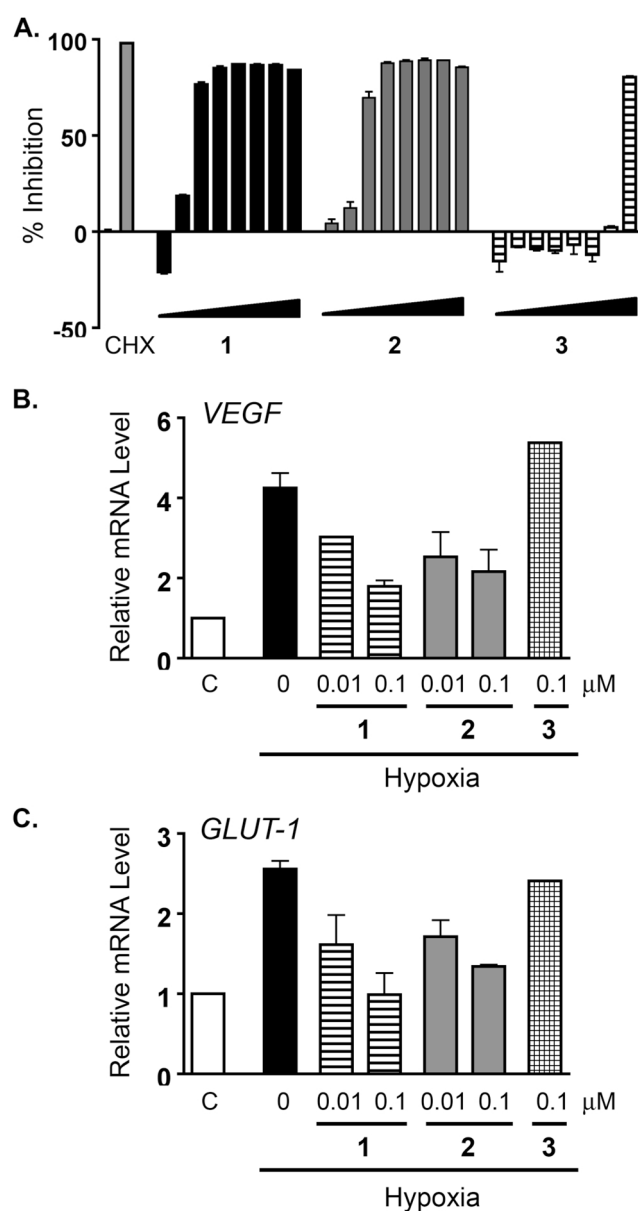 A.
% Inhibition
100
50
0
-50
CHX 1 2 3
B.
VEGF
Relative mRNA Level
6
4
2
0
C 0 0.01 0.1 0.01 0.1 0.1 μM
1 2 3
Hypoxia
C.
GLUT-1
Relative mRNA Level
3
2
1
0
C 0 0.01 0.1 0.01 0.1 0.1 μM
1 2 3
Hypoxia